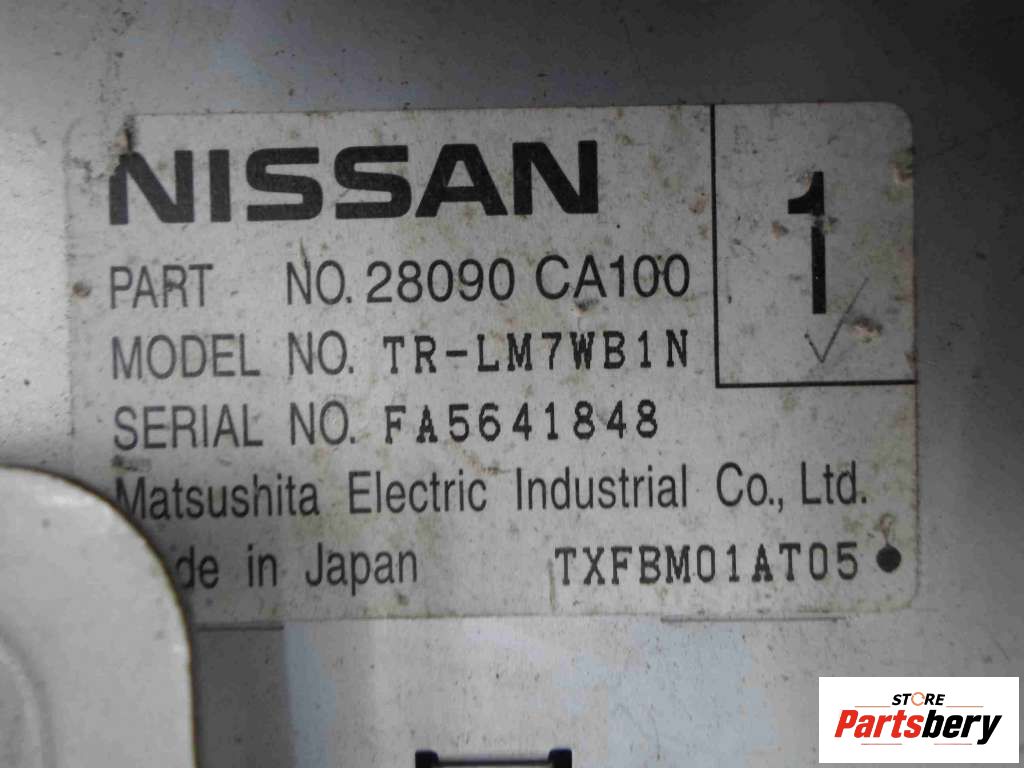 NISSAN
1
PART NO. 28090 CA100
MODEL NO. TR-LM7WB1N
SERIAL NO. FA5641848
Matsushita Electric Industrial Co., Ltd.
in Japan TXFBM01AT05
STORE
Partsbery